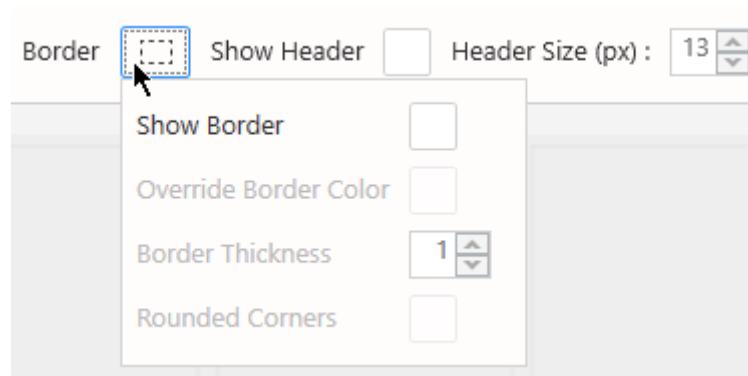 Border Show Header Header Size (px) : 13
Show Border
Override Border Color
Border Thickness 1
Rounded Corners